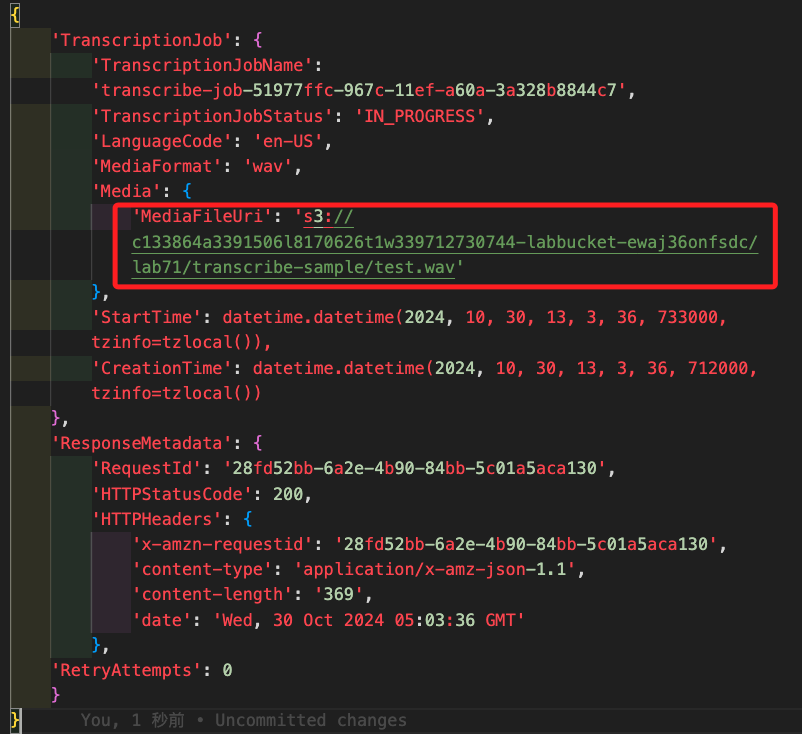 {
'TranscriptionJob': {
'TranscriptionJobName':
'transcribe-job-51977ffc-967c-11ef-a60a-3a328b8844c7',
'TranscriptionJobStatus': 'IN_PROGRESS',
'LanguageCode': 'en-US',
'MediaFormat': 'wav',
'Media': {
'MediaFileUri': 's3://
c133864a3391506l8170626t1w339712730744-labbucket-ewaj36onfsdc/
lab71/transcribe-sample/test.wav'
},
'StartTime': datetime.datetime(2024, 10, 30, 13, 3, 36, 733000,
tzinfo=tzlocal()),
'CreationTime': datetime.datetime(2024, 10, 30, 13, 3, 36, 712000,
tzinfo=tzlocal())
},
'ResponseMetadata': {
'RequestId': '28fd52bb-6a2e-4b90-84bb-5c01a5aca130',
'HTTPStatusCode': 200,
'HTTPHeaders': {
'x-amzn-requestid': '28fd52bb-6a2e-4b90-84bb-5c01a5aca130',
'content-type': 'application/x-amz-json-1.1',
'content-length': '369',
'date': 'Wed, 30 Oct 2024 05:03:36 GMT'
},
'RetryAttempts': 0
}
} You, 1 秒前 • Uncommitted changes